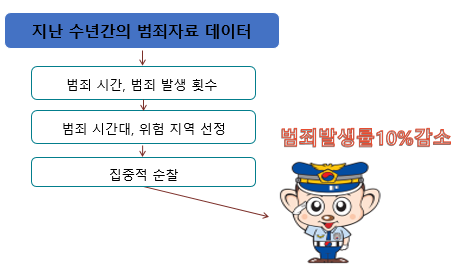 지난 수년간의 범죄자료 데이터
범죄 시간, 범죄 발생 횟수
범죄 시간대, 위험 지역 선정
범죄발생률10%감소
집중적 순찰